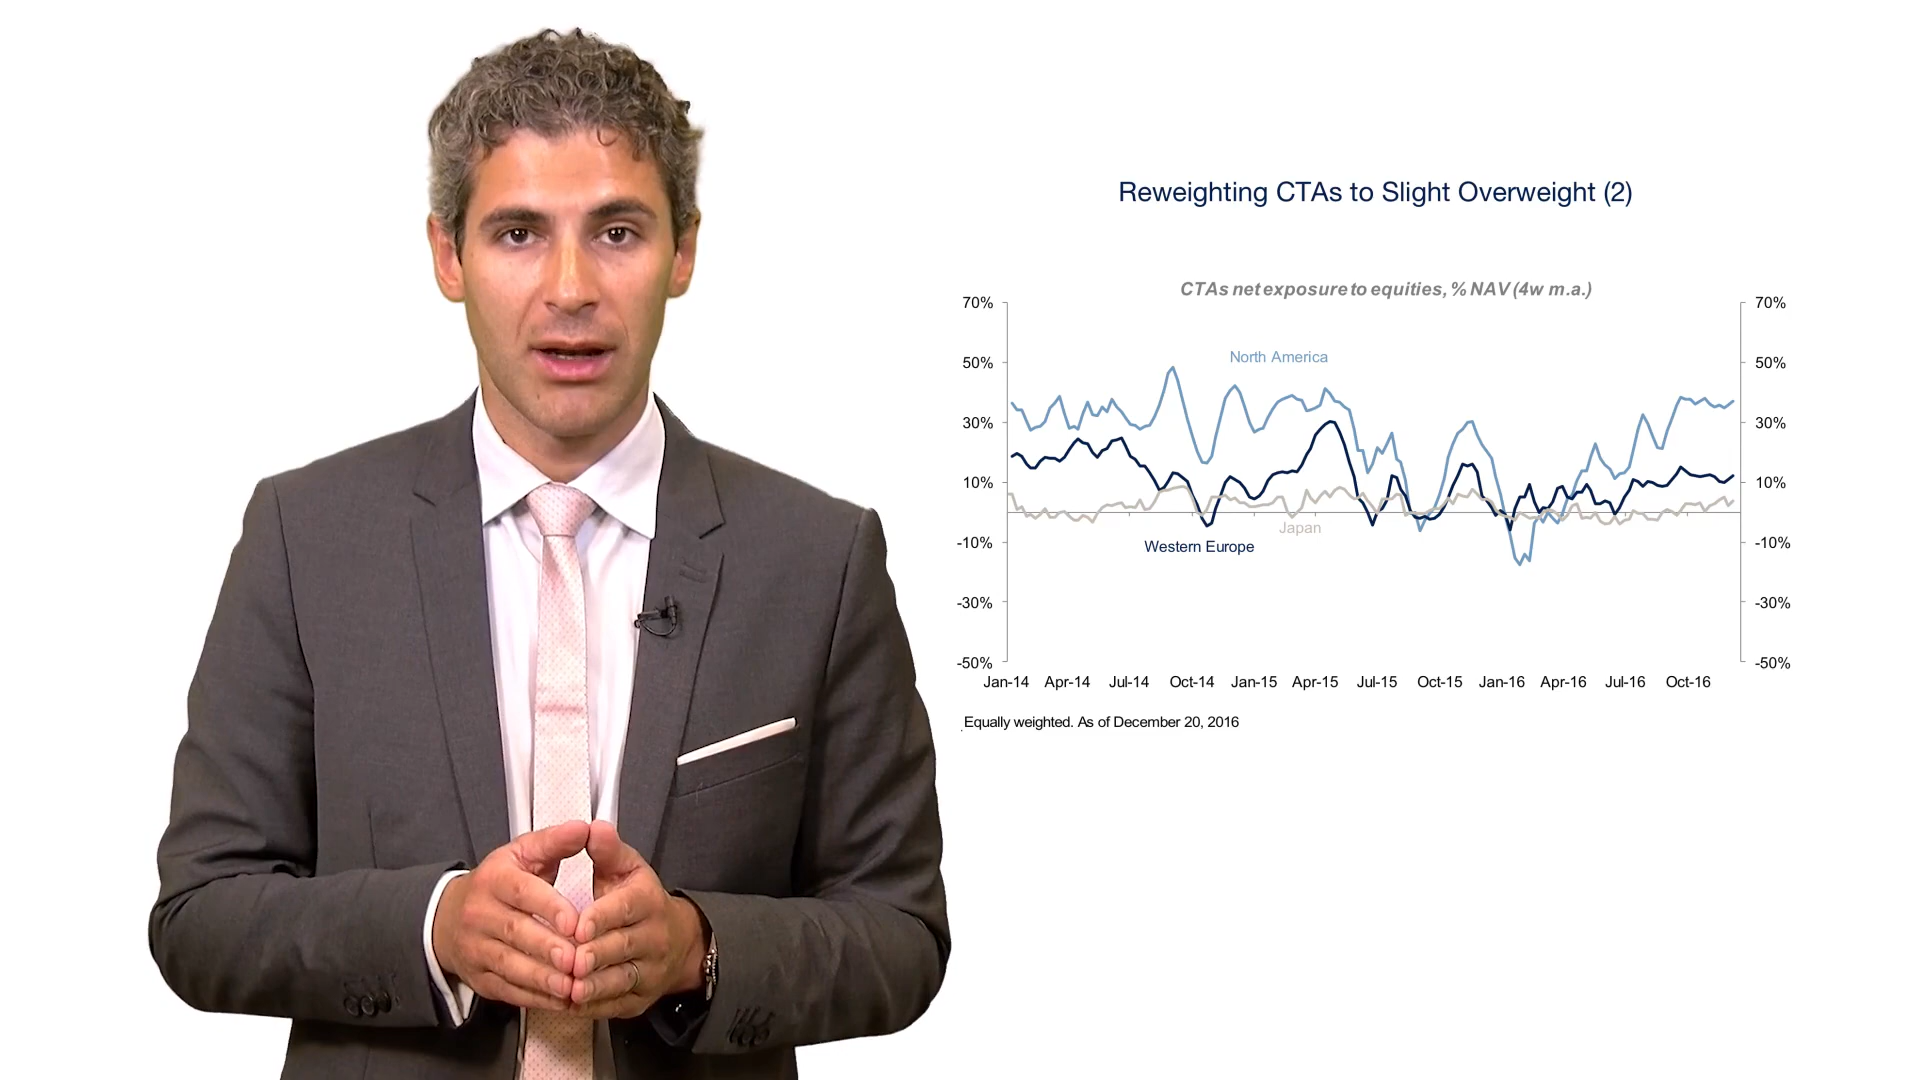 Reweighting CTAs to Slight Overweight (2)
CTAs net exposure to equities, % NAV (4w m.a.)
70% 70%
50% North America 50%
30% 30%
10% 10%
Japan
-10% Western Europe -10%
-30% -30%
-50% -50%
Jan-14 Apr-14 Jul-14 Oct-14 Jan-15 Apr-15 Jul-15 Oct-15 Jan-16 Apr-16 Jul-16 Oct-16
Equally weighted. As of December 20, 2016